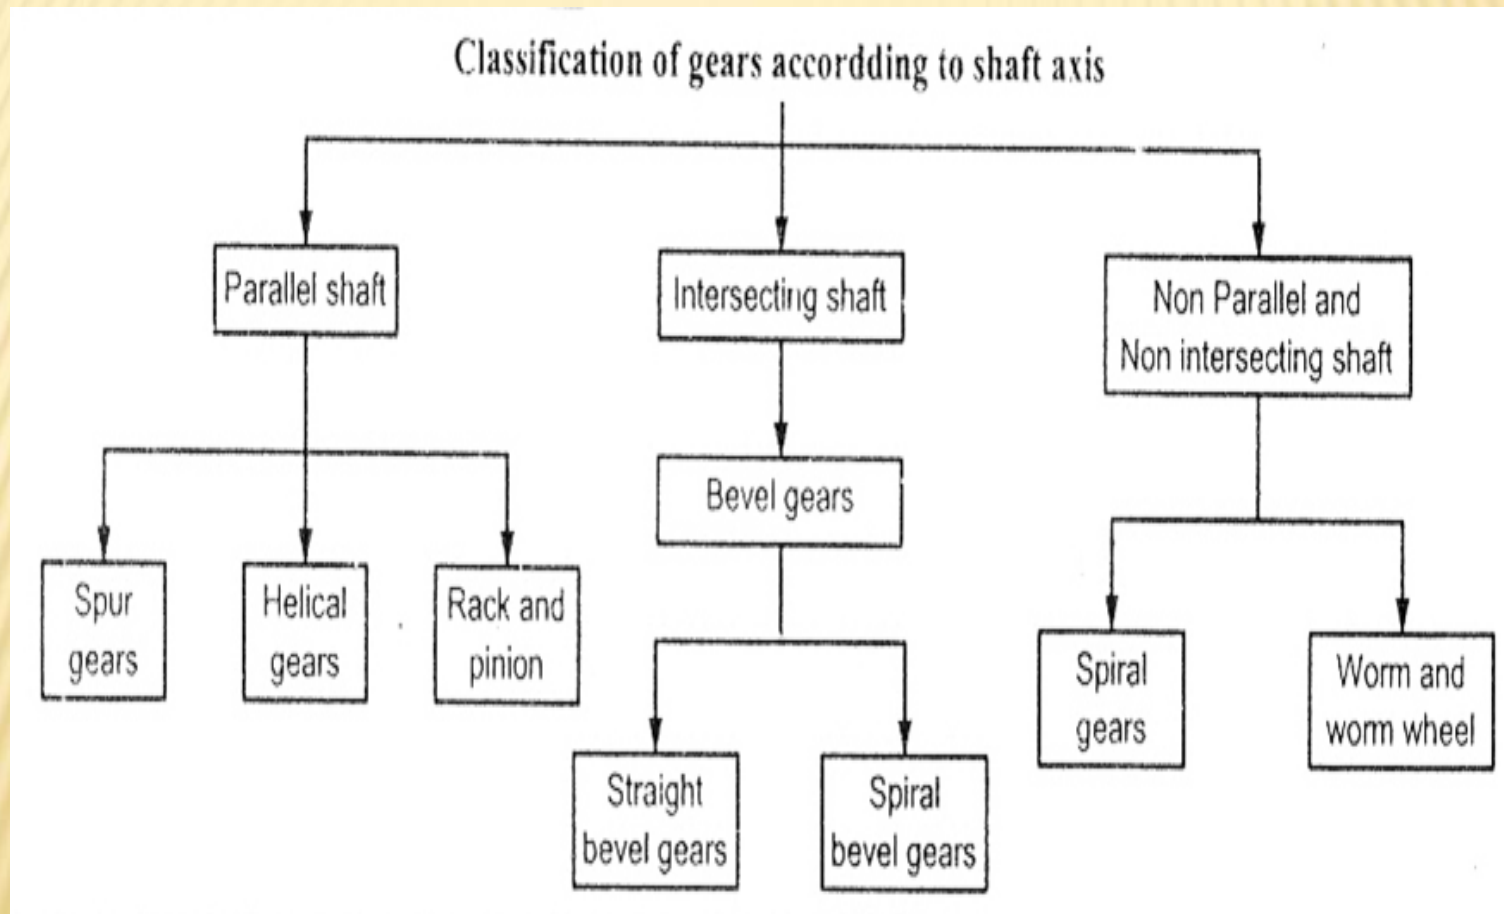 Classification of gears accordding to shaft axis
Parallel shaft
Intersecting shaft
Non Parallel and
Non intersecting shaft
Bevel gears
Spur
gears
Helical
gears
Rack and
pinion
Spiral
gears
Worm and
worm wheel
Straight
bevel gears
Spiral
bevel gears